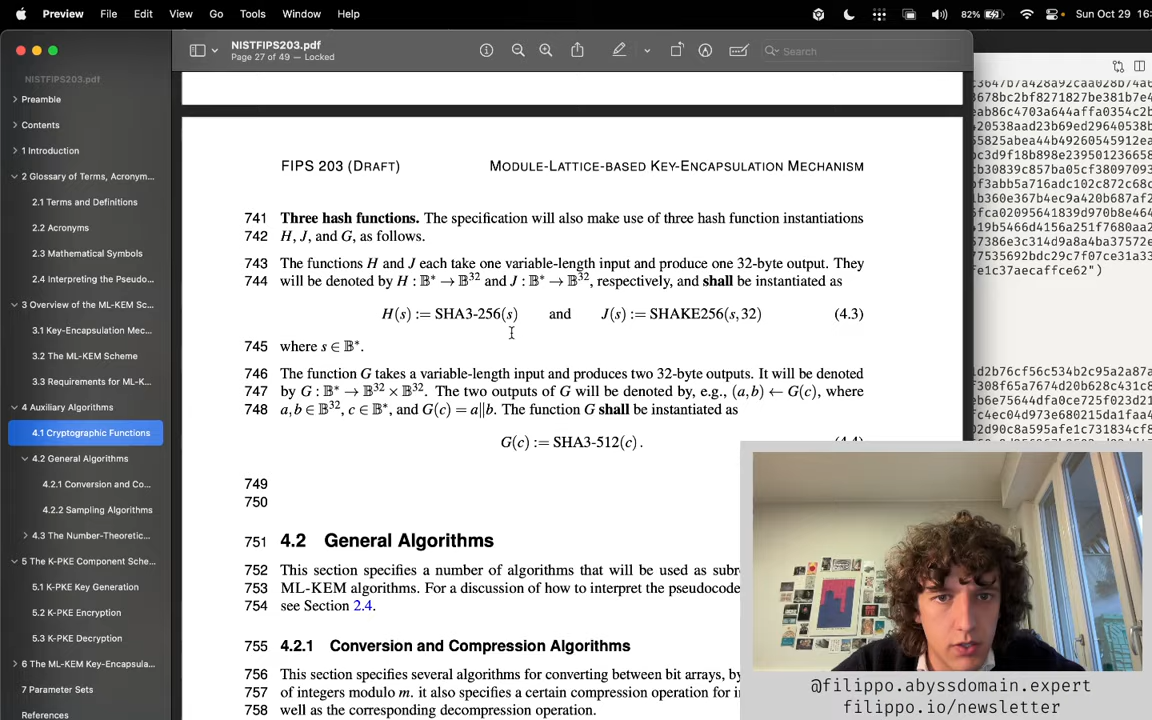 Preview File Edit View Go Tools Window Help 82% Sun Oct 29 16:
NISTFIPS203.pdf
Page 27 of 49 — Locked
Search
NISTFIPS203.pdf
Preamble
Contents
1 Introduction
2 Glossary of Terms, Acronym...
2.1 Terms and Definitions
2.2 Acronyms
2.3 Mathematical Symbols
2.4 Interpreting the Pseudo...
3 Overview of the ML-KEM Sc...
3.1 Key-Encapsulation Mec...
3.2 The ML-KEM Scheme
3.3 Requirements for ML-K...
4 Auxiliary Algorithms
4.1 Cryptographic Functions
4.2 General Algorithms
4.2.1 Conversion and Co...
4.2.2 Sampling Algorithms
4.3 The Number-Theoretic...
5 The K-PKE Component Sche...
5.1 K-PKE Key Generation
5.2 K-PKE Encryption
5.3 K-PKE Decryption
6 The ML-KEM Key-Encapsula...
7 Parameter Sets
References
FIPS 203 (DRAFT) MODULE-LATTICE-BASED KEY-ENCAPSULATION MECHANISM
741 Three hash functions. The specification will also make use of three hash function instantiations
742 H, J, and G, as follows.
743 The functions H and J each take one variable-length input and produce one 32-byte output. They
744 will be denoted by H : 𝔹* → 𝔹³² and J : 𝔹* → 𝔹³², respectively, and shall be instantiated as
H(s) := SHA3-256(s) and J(s) := SHAKE256(s,32) (4.3)
745 where s ∈ 𝔹*.
746 The function G takes a variable-length input and produces two 32-byte outputs. It will be denoted
747 by G : 𝔹* → 𝔹³² × 𝔹³². The two outputs of G will be denoted by, e.g., (a,b) ← G(c), where
748 a,b ∈ 𝔹³², c ∈ 𝔹*, and G(c) = a∥b. The function G shall be instantiated as
G(c) := SHA3-512(c).
749
750
751 4.2 General Algorithms
752 This section specifies a number of algorithms that will be used as
753 ML-KEM algorithms. For a discussion of how to interpret the pseudocode
754 see Section 2.4.
755 4.2.1 Conversion and Compression Algorithms
756 This section specifies several algorithms for converting between bit arrays,
757 of integers modulo m. it also specifies a certain compression operation for
758 well as the corresponding decompression operation.
@filippo.abyssdomain.expert
filippo.io/newsletter